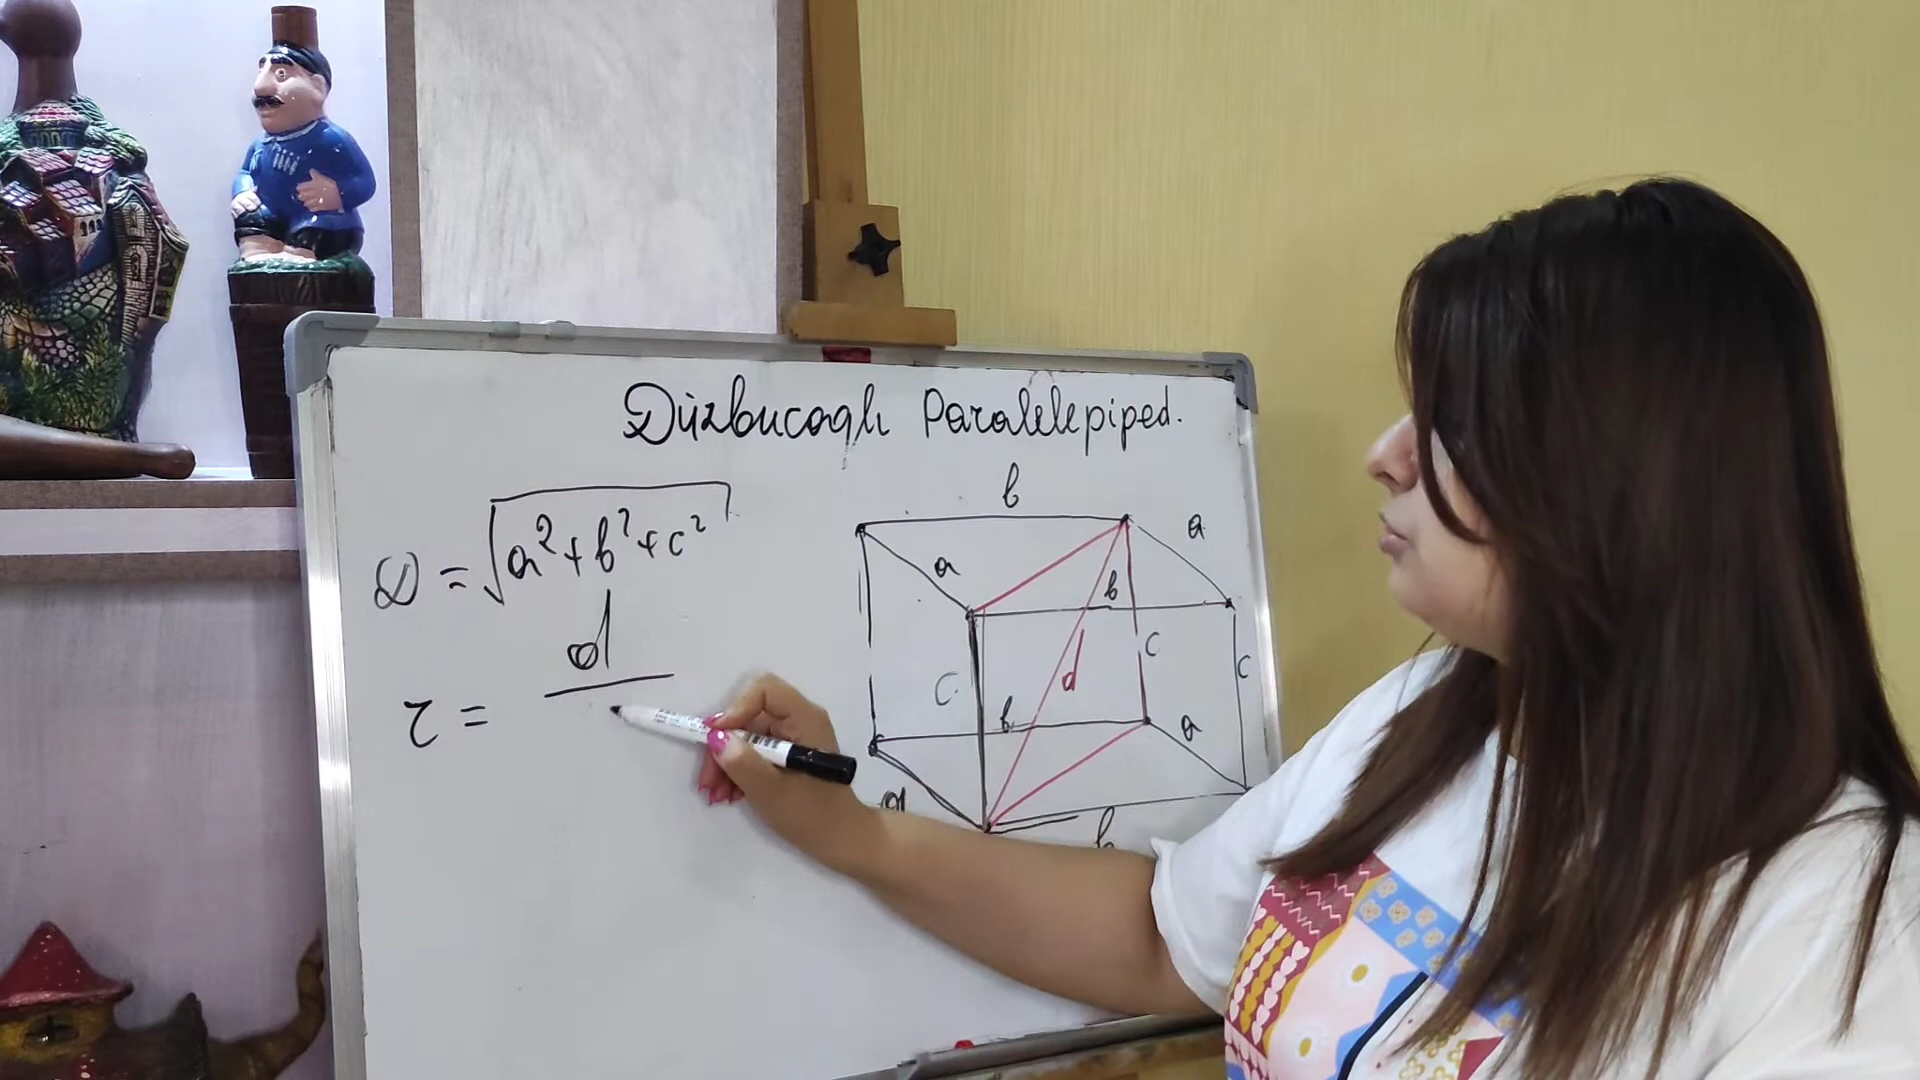 Düzbucaqlı Paralelepiped.
D = √a²+b²+c²
d
r =
b
a
a
b
c
c
c
d
b
a
a
b